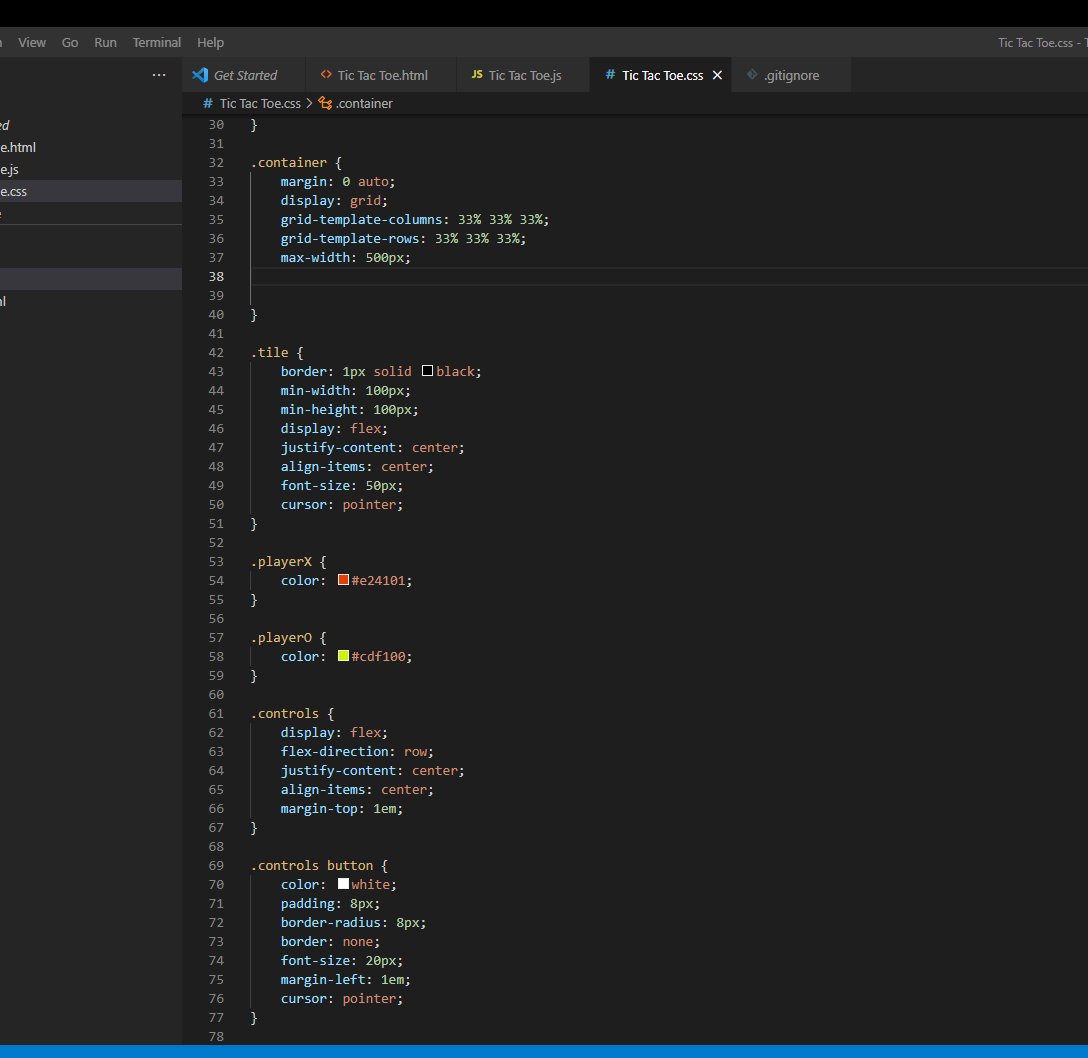 View Go Run Terminal Help Tic Tac Toe.css -
··· Get Started <> Tic Tac Toe.html JS Tic Tac Toe.js # Tic Tac Toe.css × .gitignore
# Tic Tac Toe.css > .container
ed
e.html
e.js
e.css
30 }
31
32 .container {
33 margin: 0 auto;
34 display: grid;
35 grid-template-columns: 33% 33% 33%;
36 grid-template-rows: 33% 33% 33%;
37 max-width: 500px;
38
39
40 }
41
42 .tile {
43 border: 1px solid black;
44 min-width: 100px;
45 min-height: 100px;
46 display: flex;
47 justify-content: center;
48 align-items: center;
49 font-size: 50px;
50 cursor: pointer;
51 }
52
53 .playerX {
54 color: #e24101;
55 }
56
57 .playerO {
58 color: #cdf100;
59 }
60
61 .controls {
62 display: flex;
63 flex-direction: row;
64 justify-content: center;
65 align-items: center;
66 margin-top: 1em;
67 }
68
69 .controls button {
70 color: white;
71 padding: 8px;
72 border-radius: 8px;
73 border: none;
74 font-size: 20px;
75 margin-left: 1em;
76 cursor: pointer;
77 }
78